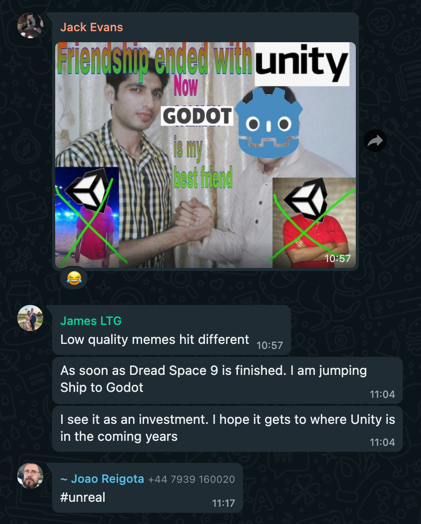 Jack Evans
Friendship ended with unity
Now
GODOT
is my
best friend
10:57
James LTG
Low quality memes hit different 10:57
As soon as Dread Space 9 is finished. I am jumping
Ship to Godot
11:04
I see it as an investment. I hope it gets to where Unity is
in the coming years
11:04
~ Joao Reigota +44 7939 160020
#unreal
11:17